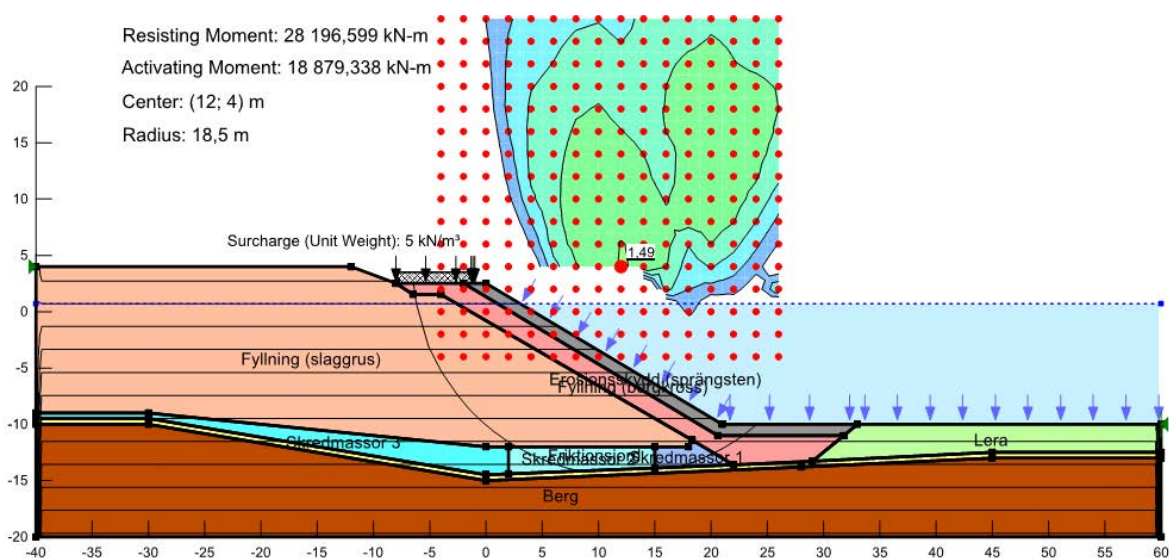 Resisting Moment: 28 196,599 kN-m
Activating Moment: 18 879,338 kN-m
Center: (12; 4) m
Radius: 18,5 m
20
15
10
5
0
-5
-10
-15
-20
Surcharge (Unit Weight): 5 kN/m³
1.49
Fyllning (slaggrus)
Erosionsskydd (sprängsten)
Fyllning (bergkross)
Skredmassor 3
Friktionsjord
Skredmassor 2
Skredmassor 1
Lera
Berg
-40 -35 -30 -25 -20 -15 -10 -5 0 5 10 15 20 25 30 35 40 45 50 55 60